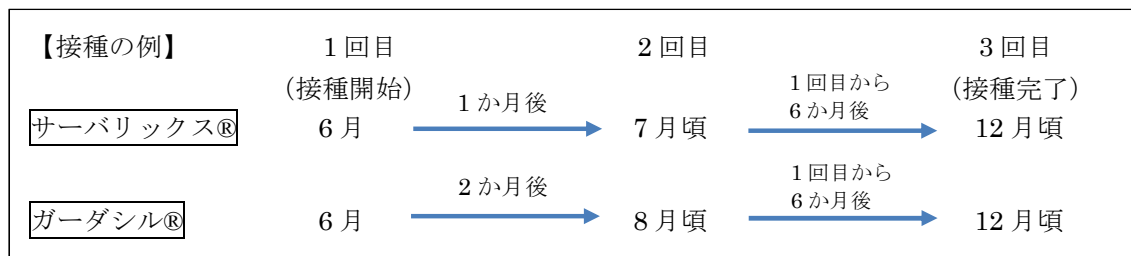 【接種の例】 1回目 2回目 3回目
（接種開始） 1か月後 1回目から 6か月後 （接種完了）
サーバリックス® 6月 7月頃 12月頃
2か月後 1回目から 6か月後
ガーダシル® 6月 8月頃 12月頃